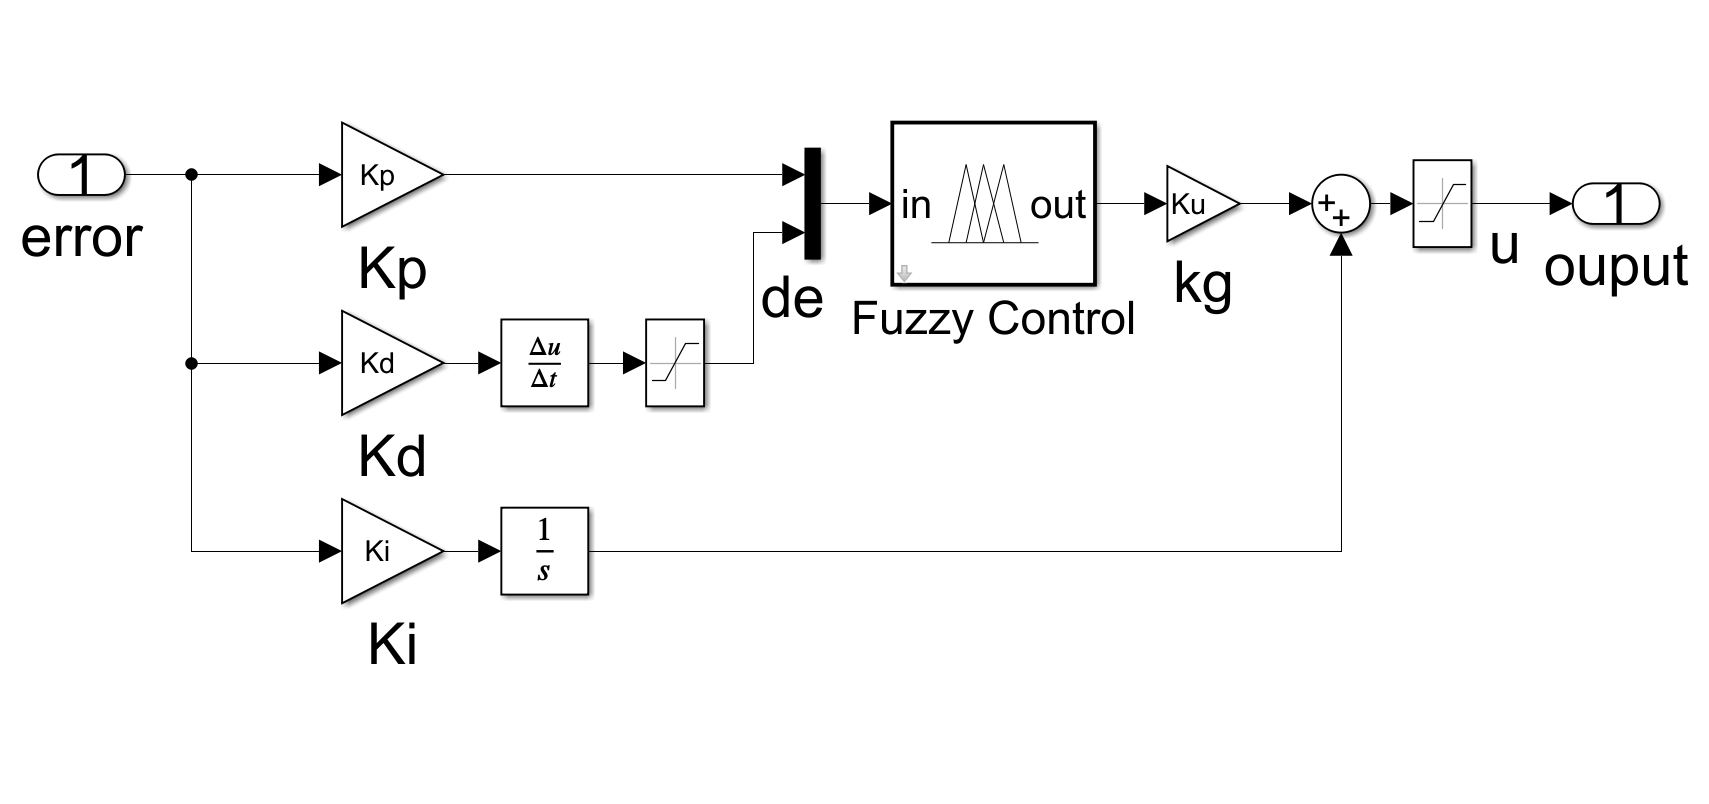 1
error
Kp
Kp
de
in
out
Fuzzy Control
Ku
kg
+
+
u
1
ouput
Kd
Kd
Δu
Δt
Ki
Ki
1
s